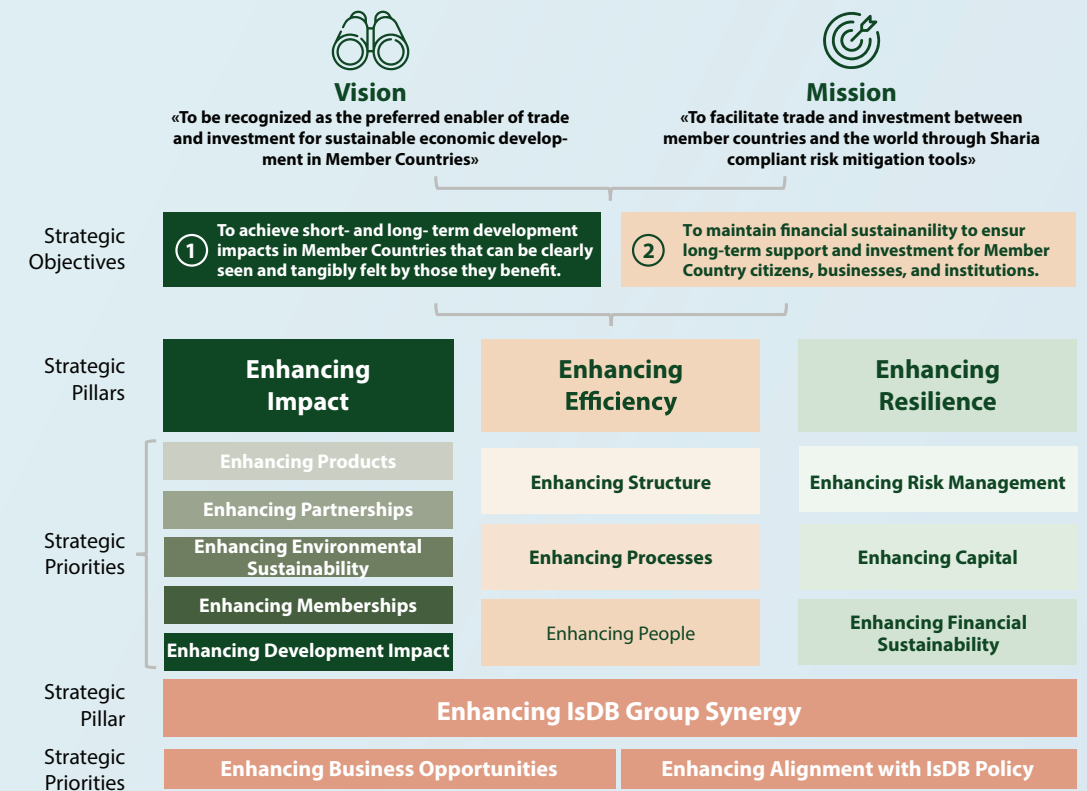 Vision
«To be recognized as the preferred enabler of trade
and investment for sustainable economic develop-
ment in Member Countries»
Mission
«To facilitate trade and investment between
member countries and the world through Sharia
compliant risk mitigation tools»
Strategic
Objectives
1
To achieve short- and long- term development
impacts in Member Countries that can be clearly
seen and tangibly felt by those they benefit.
2
To maintain financial sustainanility to ensur
long-term support and investment for Member
Country citizens, businesses, and institutions.
Strategic
Pillars
Enhancing
Impact
Enhancing
Efficiency
Enhancing
Resilience
Strategic
Priorities
Enhancing Products
Enhancing Partnerships
Enhancing Environmental
Sustainability
Enhancing Memberships
Enhancing Development Impact
Enhancing Structure
Enhancing Processes
Enhancing People
Enhancing Risk Management
Enhancing Capital
Enhancing Financial
Sustainability
Strategic
Pillar
Enhancing IsDB Group Synergy
Strategic
Priorities
Enhancing Business Opportunities
Enhancing Alignment with IsDB Policy